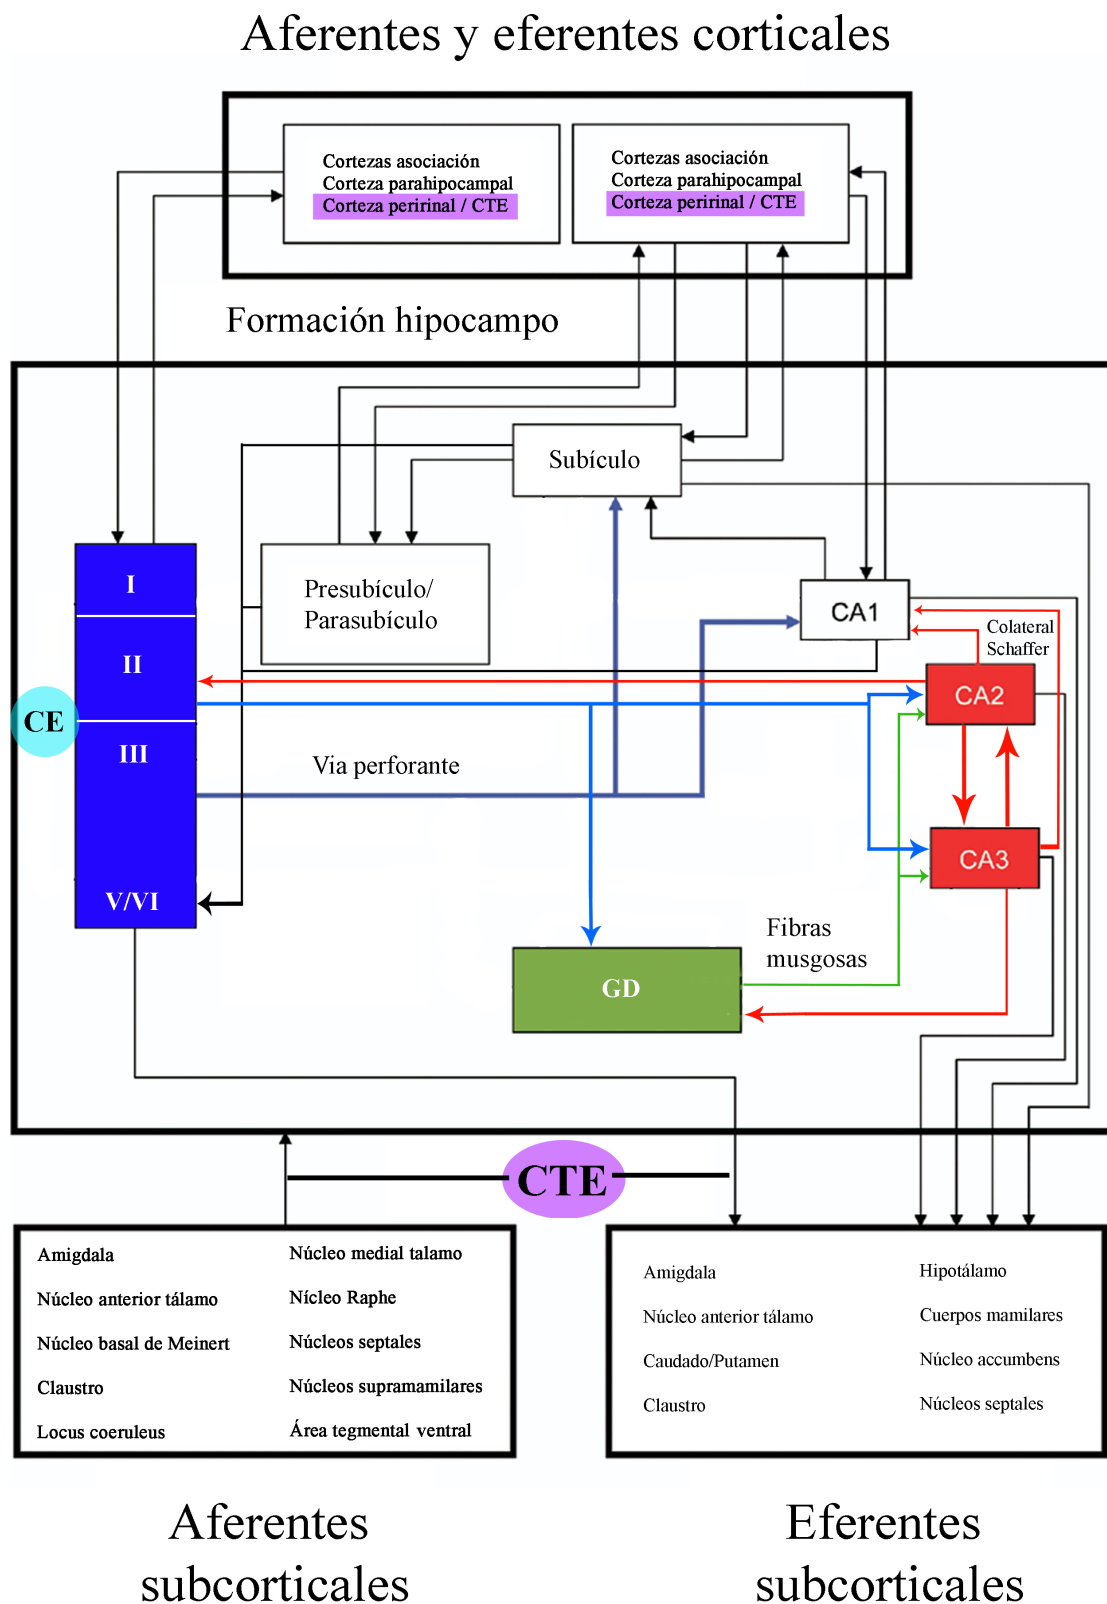 Aferentes y eferentes corticales
Cortezas asociación
Corteza parahipocampal
Corteza peririnal / CTE
Cortezas asociación
Corteza parahipocampal
Corteza peririnal / CTE
Formación hipocampo
Subículo
I
Presubículo/
Parasubículo
CA1
Colateral
Schaffer
II
CA2
CE
III
Via perforante
CA3
V/VI
Fibras
musgosas
GD
CTE
Amigdala
Núcleo anterior tálamo
Núcleo basal de Meinert
Claustro
Locus coeruleus
Núcleo medial talamo
Nícleo Raphe
Núcleos septales
Núcleos supramamilares
Área tegmental ventral
Amigdala
Núcleo anterior tálamo
Caudado/Putamen
Claustro
Hipotálamo
Cuerpos mamilares
Núcleo accumbens
Núcleos septales
Aferentes
subcorticales
Eferentes
subcorticales